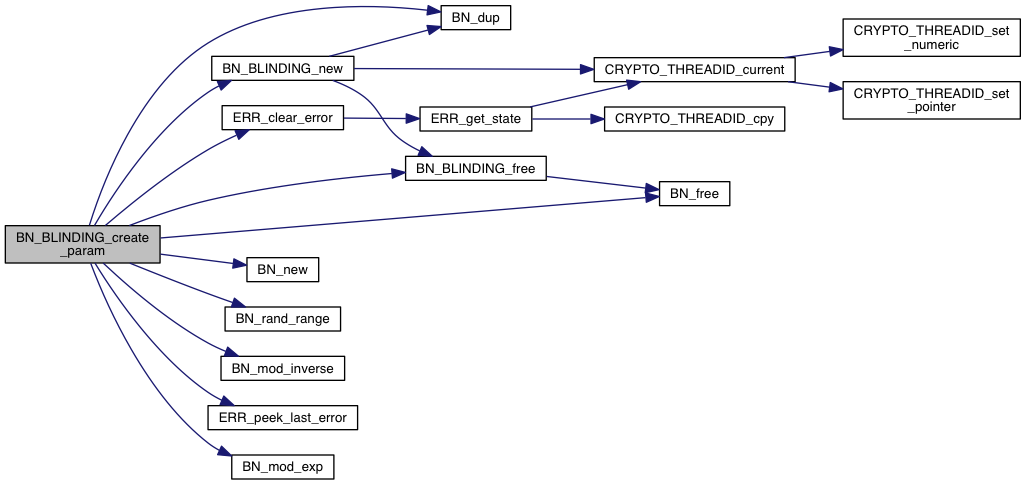 BN_dup
CRYPTO_THREADID_set
_numeric
BN_BLINDING_new
CRYPTO_THREADID_current
CRYPTO_THREADID_set
_pointer
ERR_clear_error
ERR_get_state
CRYPTO_THREADID_cpy
BN_BLINDING_free
BN_free
BN_BLINDING_create
_param
BN_new
BN_rand_range
BN_mod_inverse
ERR_peek_last_error
BN_mod_exp